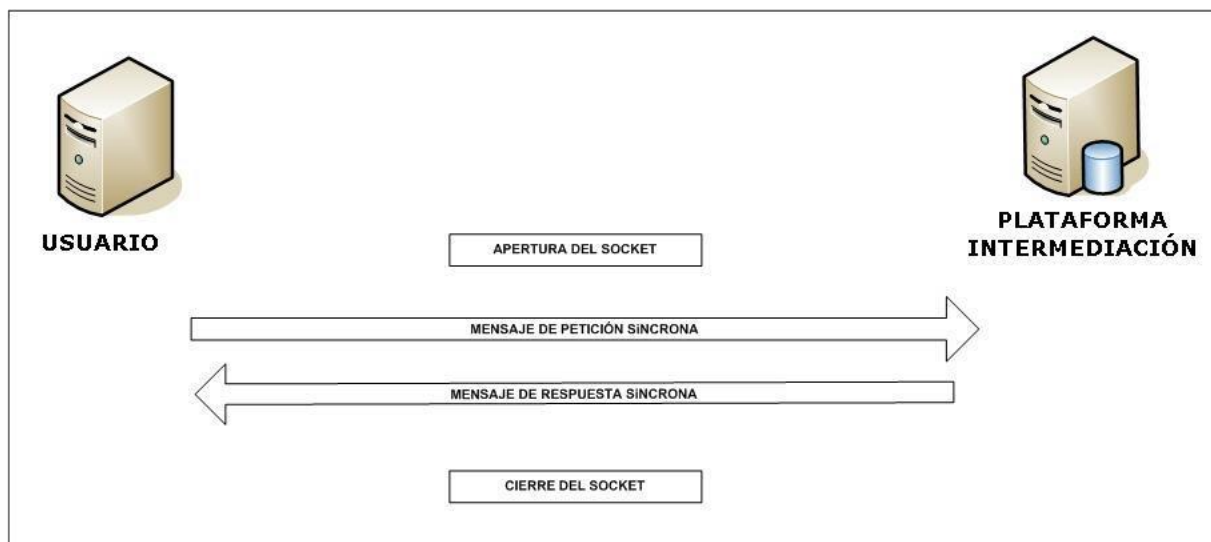 USUARIO
PLATAFORMA
INTERMEDIACIÓN
APERTURA DEL SOCKET
MENSAJE DE PETICIÓN SíNCRONA
MENSAJE DE RESPUESTA SíNCRONA
CIERRE DEL SOCKET